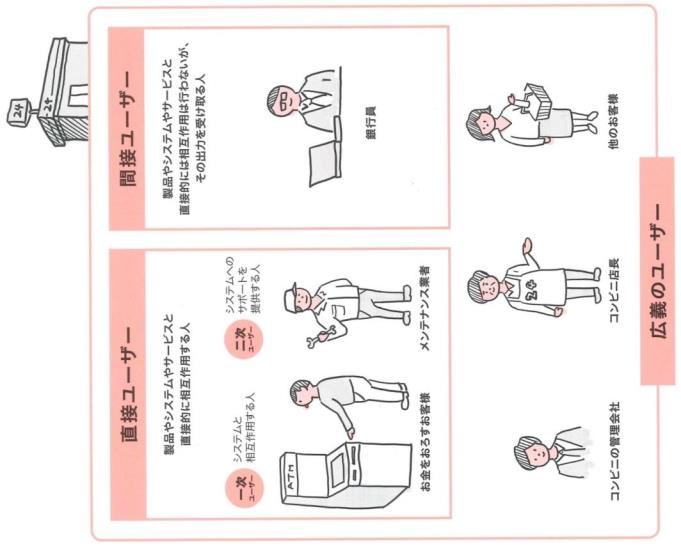 24
24
直接ユーザー
製品やシステムやサービスと
直接的に相互作用する人
一次
ユーザー
システムと
相互作用する人
ATM
お金をおろすお客様
二次
ユーザー
システムへの
サポートを
提供する人
メンテナンス業者
間接ユーザー
製品やシステムやサービスと
直接的には相互作用は行わないが、
その出力を受け取る人
銀行員
コンビニの管理会社
24
コンビニ店長
他のお客様
広義のユーザー